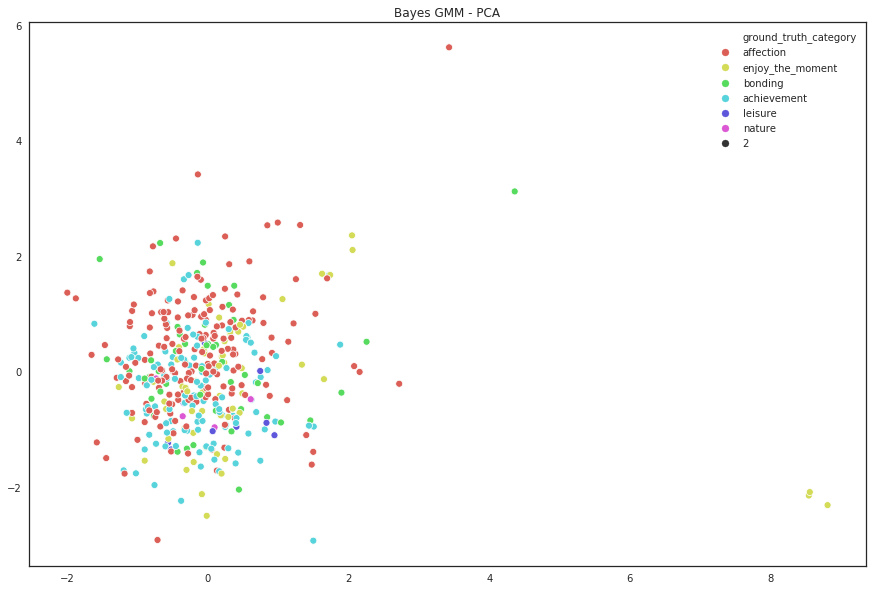 Bayes GMM - PCA
6
4
2
0
−2
−2
0
2
4
6
8
ground_truth_category
affection
enjoy_the_moment
bonding
achievement
leisure
nature
2